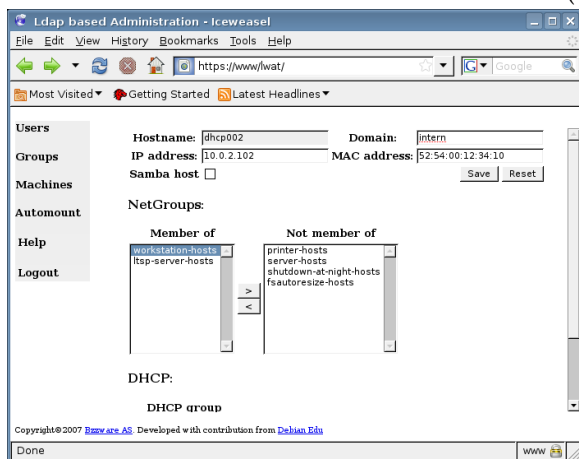 Ldap based Administration - Iceweasel
File Edit View History Bookmarks Tools Help
https://www/lwat/
G Google
Most Visited Getting Started Latest Headlines
Users
Groups
Machines
Automount
Help
Logout
Hostname: dhcp002 Domain: intern
IP address: 10.0.2.102 MAC address: 52:54:00:12:34:10
Samba host Save Reset
NetGroups:
Member of Not member of
workstation-hosts printer-hosts
ltsp-server-hosts server-hosts
shutdown-at-night-hosts
fsautoresize-hosts
>
<
DHCP:
DHCP group
Copyright©2007 Bzzware AS. Developed with contribution from Debian Edu
Done www